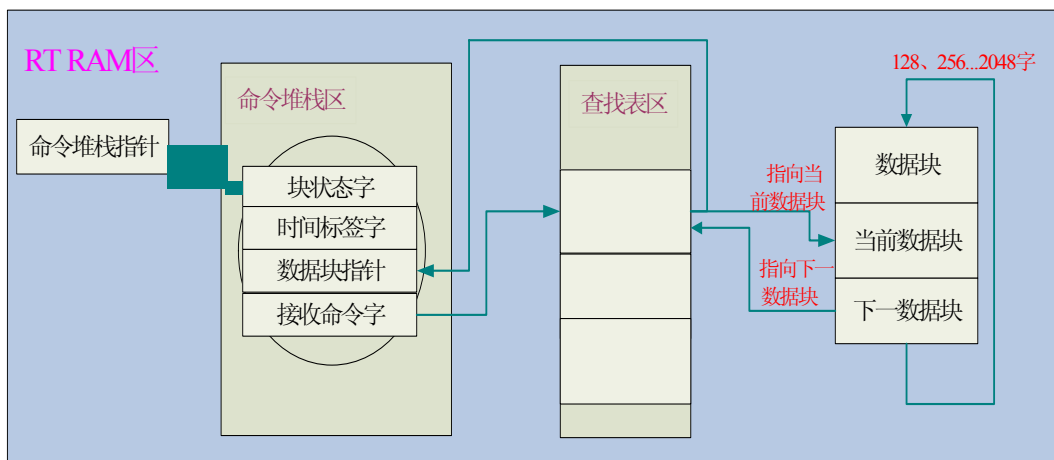 RT RAM区
命令堆栈指针
命令堆栈区
块状态字
时间标签字
数据块指针
接收命令字
查找表区
指向当
前数据块
指向下一
数据块
128、256...2048字
数据块
当前数据块
下一数据块